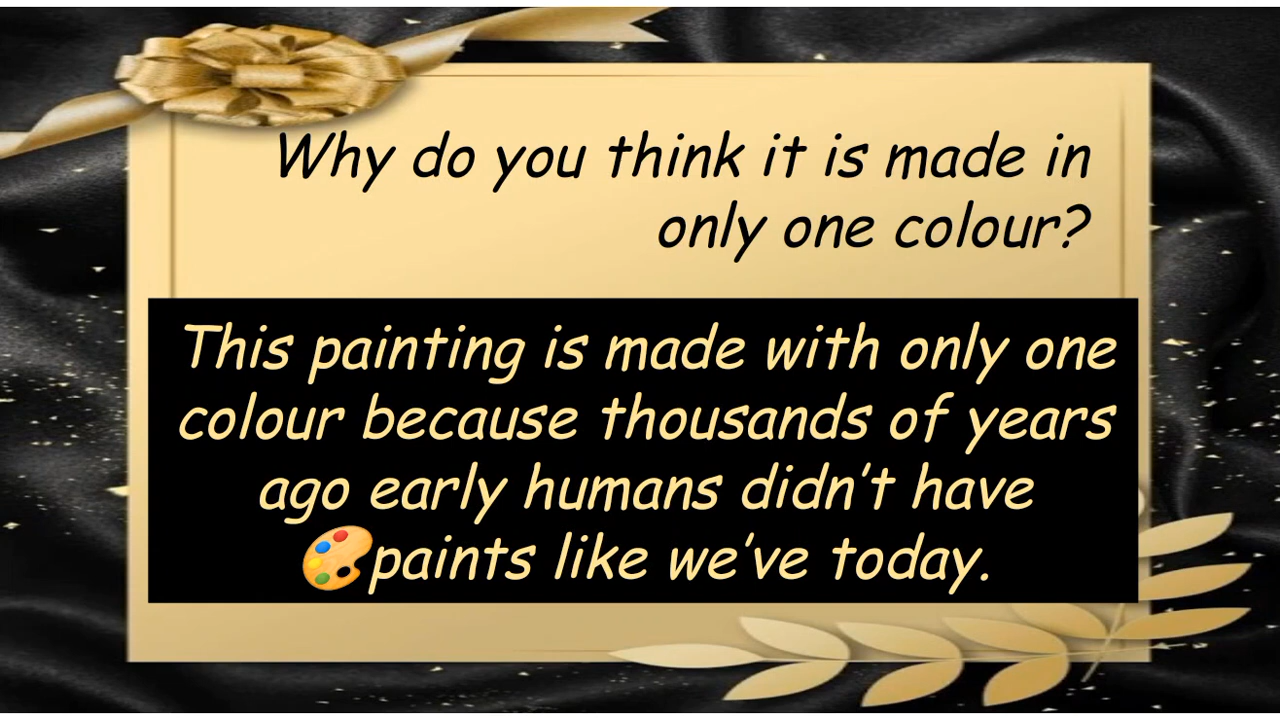 Why do you think it is made in
only one colour?
This painting is made with only one
colour because thousands of years
ago early humans didn’t have
🎨paints like we’ve today.